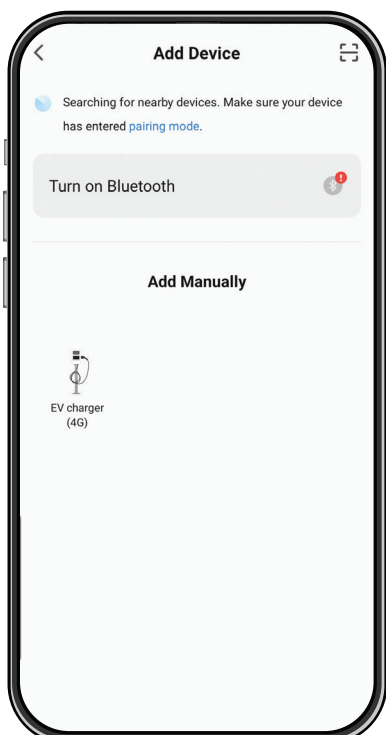 Add Device
Searching for nearby devices. Make sure your device
has entered pairing mode.
Turn on Bluetooth
Add Manually
EV charger
(4G)